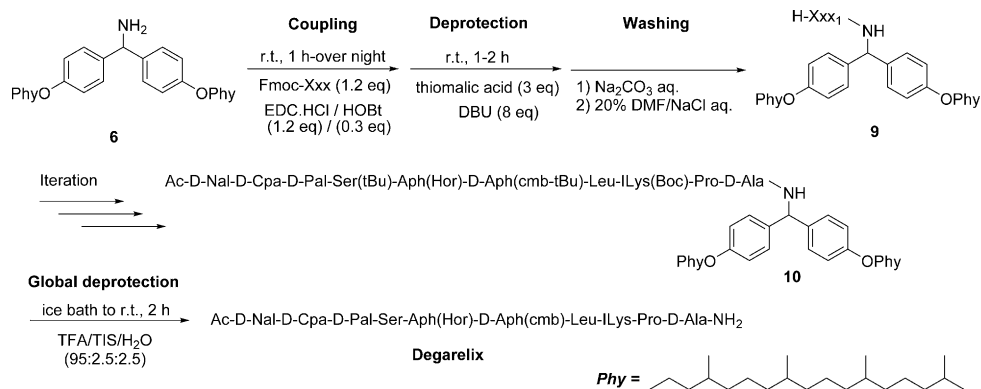 Coupling
Deprotection
Washing
NH₂
PhyO
OPhy
6
r.t., 1 h-over night
Fmoc-Xxx (1.2 eq)
EDC.HCl / HOBt
(1.2 eq) / (0.3 eq)
r.t., 1-2 h
thiomalic acid (3 eq)
DBU (8 eq)
1) Na₂CO₃ aq.
2) 20% DMF/NaCl aq.
H-Xxx₁
NH
PhyO
OPhy
9
Iteration
Ac-D-Nal-D-Cpa-D-Pal-Ser(tBu)-Aph(Hor)-D-Aph(cmb-tBu)-Leu-ILys(Boc)-Pro-D-Ala
NH
PhyO
OPhy
10
Global deprotection
ice bath to r.t., 2 h
TFA/TIS/H₂O
(95:2.5:2.5)
Ac-D-Nal-D-Cpa-D-Pal-Ser-Aph(Hor)-D-Aph(cmb)-Leu-ILys-Pro-D-Ala-NH₂
Degarelix
Phy =